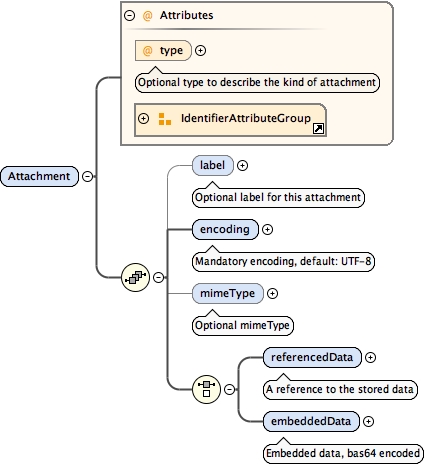 Attributes
type
Optional type to describe the kind of attachment
IdentifierAttributeGroup
Attachment
label
Optional label for this attachment
encoding
Mandatory encoding, default: UTF-8
mimeType
Optional mimeType
referencedData
A reference to the stored data
embeddedData
Embedded data, bas64 encoded